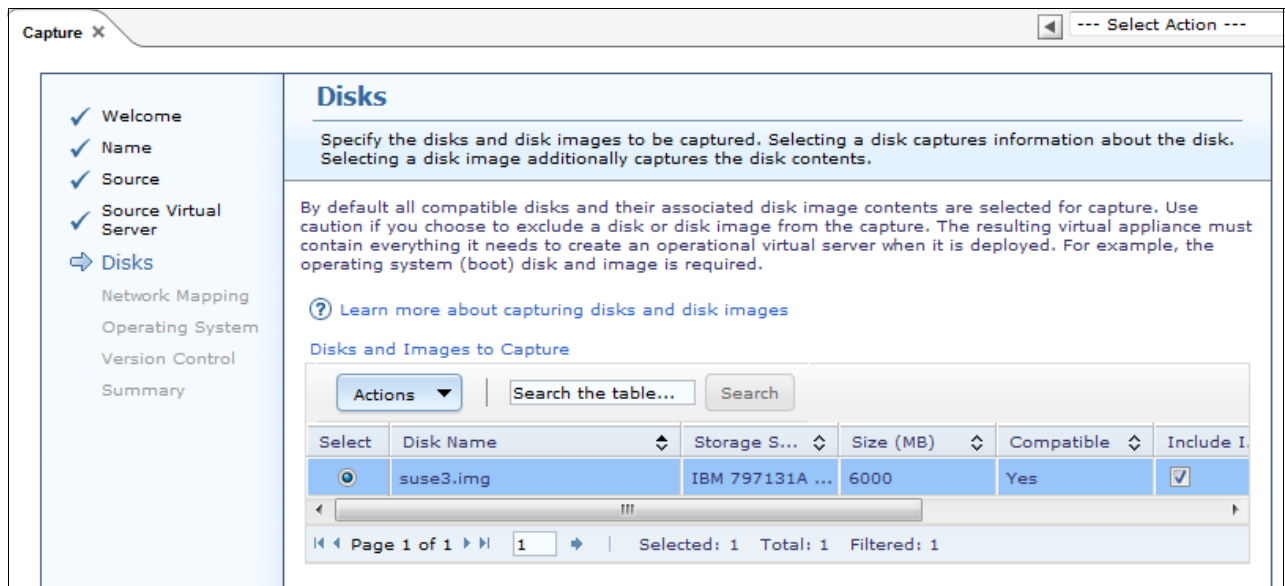 Capture
--- Select Action ---
Welcome
Name
Source
Source Virtual
Server
Disks
Network Mapping
Operating System
Version Control
Summary
Disks
Specify the disks and disk images to be captured. Selecting a disk captures information about the disk.
Selecting a disk image additionally captures the disk contents.
By default all compatible disks and their associated disk image contents are selected for capture. Use
caution if you choose to exclude a disk or disk image from the capture. The resulting virtual appliance must
contain everything it needs to create an operational virtual server when it is deployed. For example, the
operating system (boot) disk and image is required.
? Learn more about capturing disks and disk images
Disks and Images to Capture
Actions Search the table... Search
Select Disk Name Storage S... Size (MB) Compatible Include I.
suse3.img IBM 797131A ... 6000 Yes
Page 1 of 1 1 Selected: 1 Total: 1 Filtered: 1